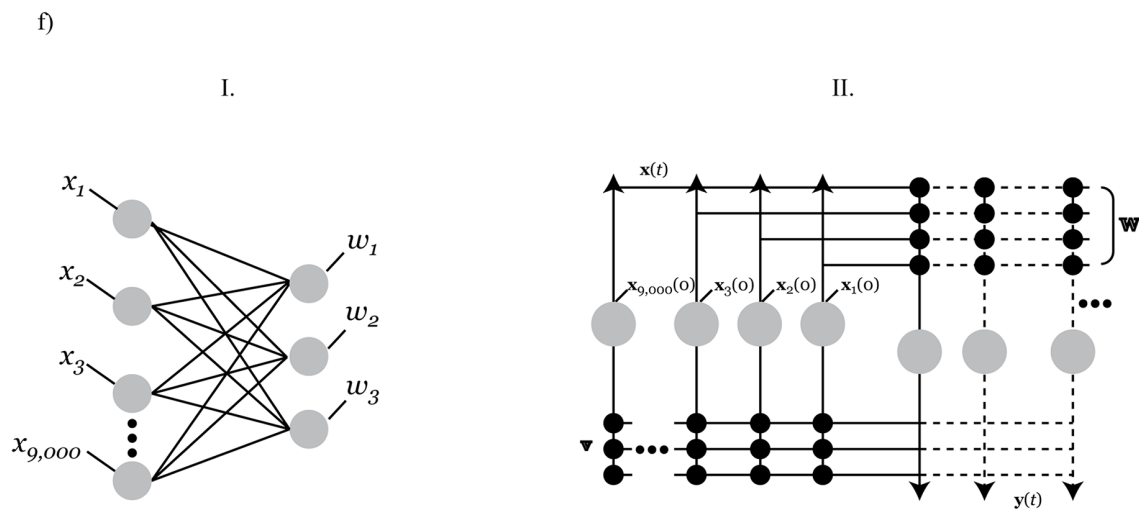 f)
I.
II.
x1
x2
x3
x9,000
w1
w2
w3
x(t)
𝕎
x9,000(0) x3(0) x2(0) x1(0)
𝕧
y(t)